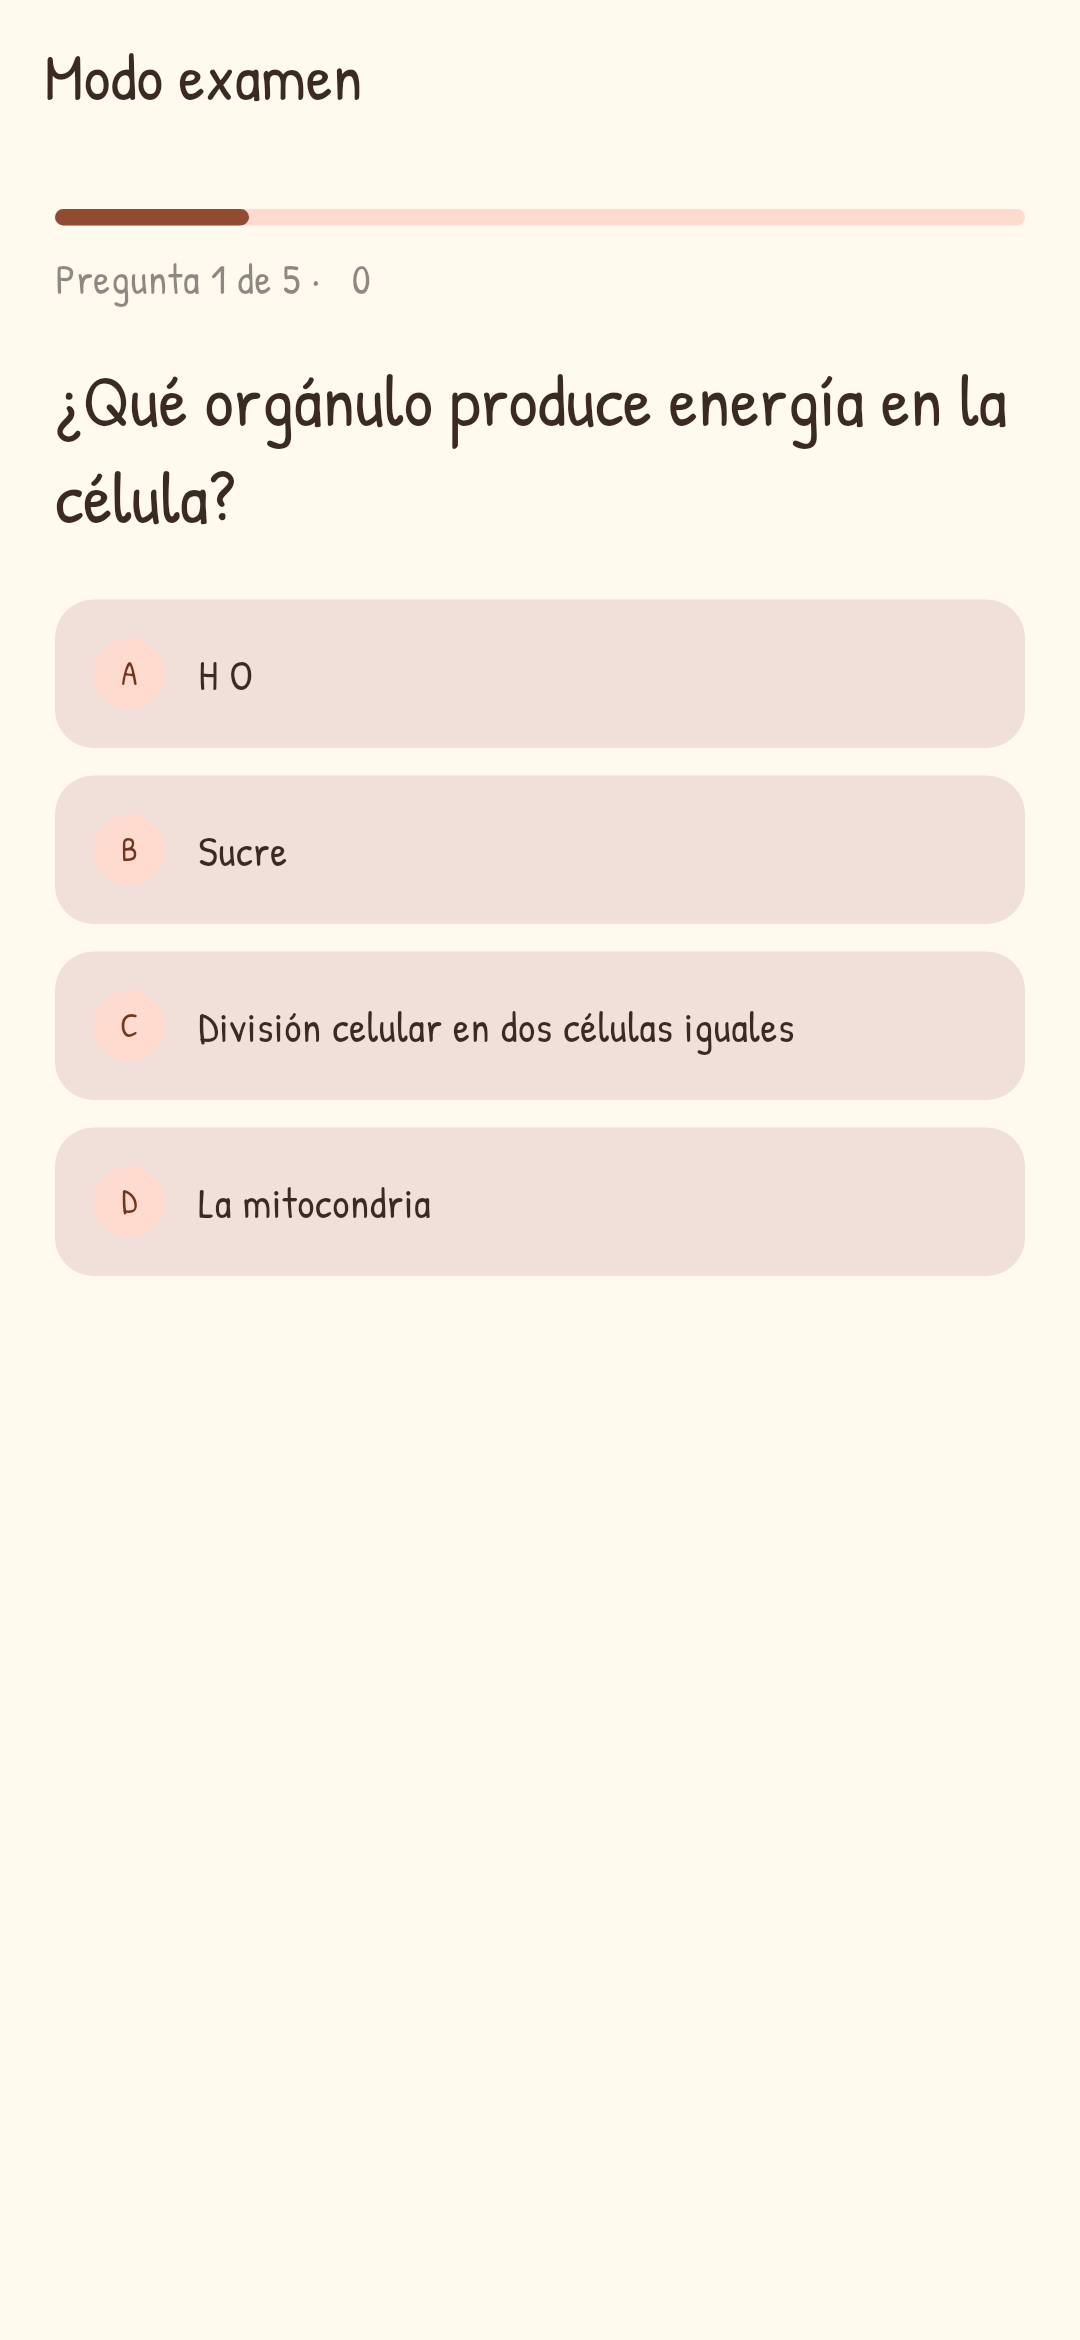 Modo examen
Pregunta 1 de 5 · 0
¿Qué orgánulo produce energía en la
célula?
A H O
B Sucre
C División celular en dos células iguales
D La mitocondria